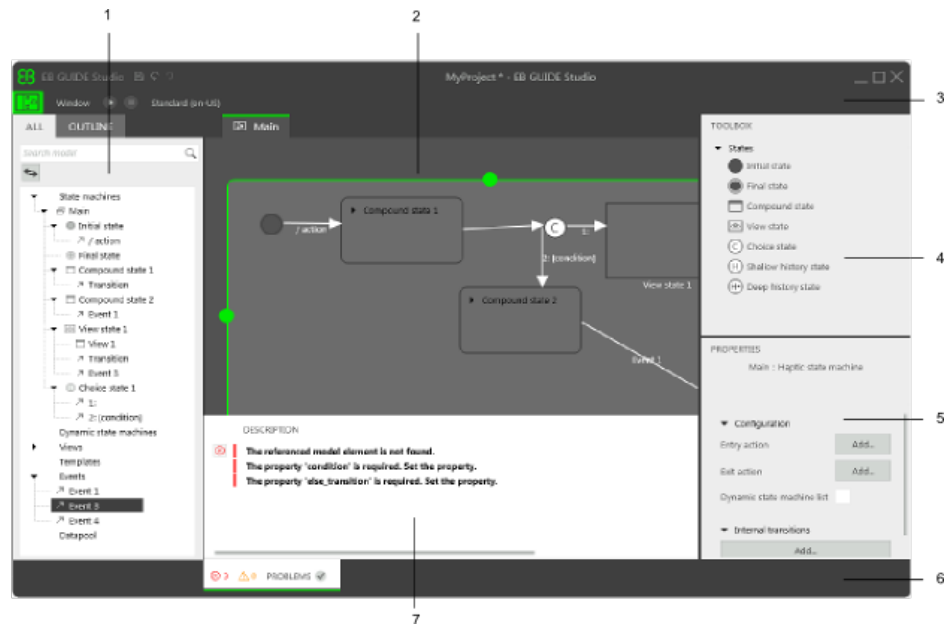 1
2
EB GUIDE Studio
MyProject * - EB GUIDE Studio
3
Window
Standard (en-US)
ALL
OUTLINE
Main
TOOLBOX
Search model
States
Initial state
Final state
Compound state
View state
C Choice state
H Shallow history state
H+ Deep history state
4
State machines
Main
Initial state
/ action
Final state
Compound state 1
Transition
Compound state 2
Event 1
View state 1
View 1
Transition
Event 3
Choice state 1
1:
2: [condition]
Dynamic state machines
Views
Templates
Events
Event 1
Event 3
Event 4
Datapool
Compound state 1
/ action
C
1:
2: [condition]
View state 1
Compound state 2
Event 1
PROPERTIES
Main : Haptic state machine
5
Configuration
Entry action
Add...
Exit action
Add...
Dynamic state machine list
Internal transitions
Add...
DESCRIPTION
The referenced model element is not found.
The property 'condition' is required. Set the property.
The property 'else_transition' is required. Set the property.
3
0
PROBLEMS
6
7